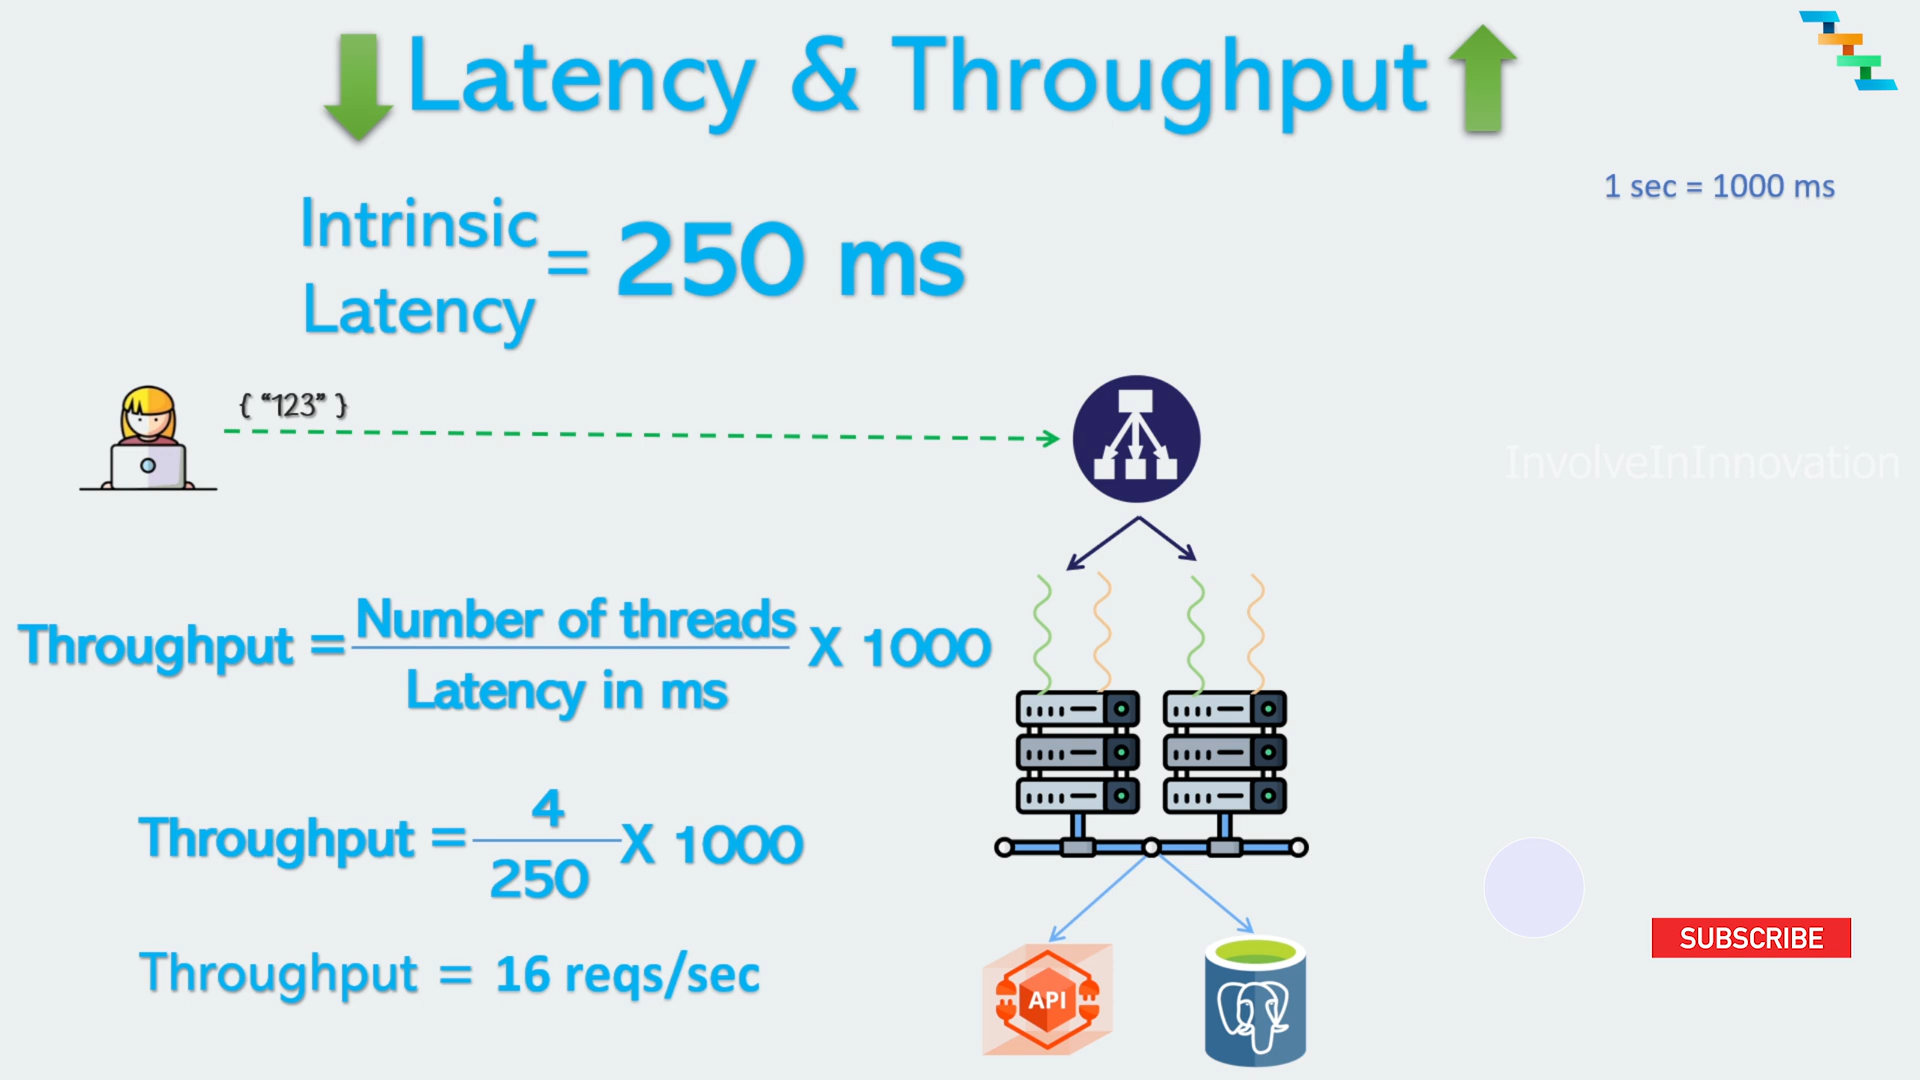 Latency & Throughput
1 sec = 1000 ms
Intrinsic
Latency
= 250 ms
{ “123” }
InvolveInInnovation
Throughput = Number of threads X 1000
Latency in ms
Throughput = 4 X 1000
250
Throughput = 16 reqs/sec
SUBSCRIBE
API